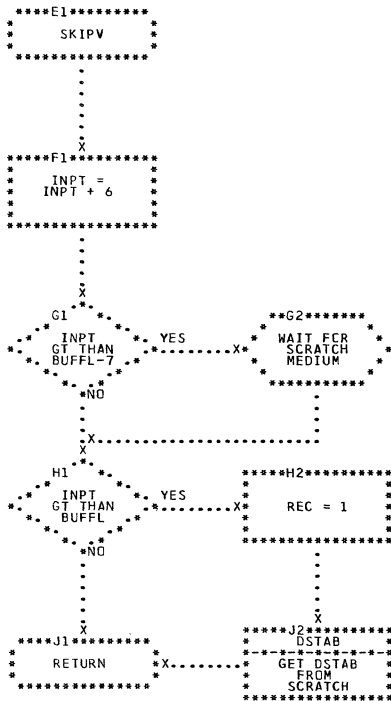 E1
SKIPV
F1
INPT =
INPT + 6
G1
INPT
GT THAN
BUFFL-7
YES
NO
G2
WAIT FCR
SCRATCH
MEDIUM
H1
INPT
GT THAN
BUFFL
YES
NO
H2
REC = 1
J1
RETURN
J2
DSTAB
GET DSTAB
FROM
SCRATCH